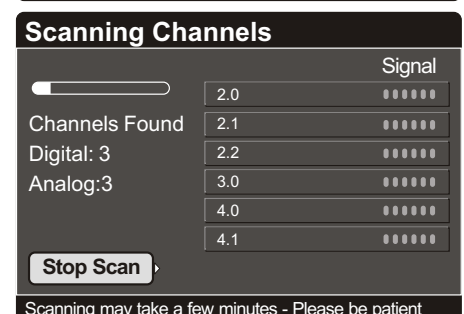 Scanning Channels
Signal
2.0
Channels Found
2.1
Digital: 3
2.2
Analog:3
3.0
4.0
4.1
Stop Scan
Scanning may take a few minutes - Please be patient